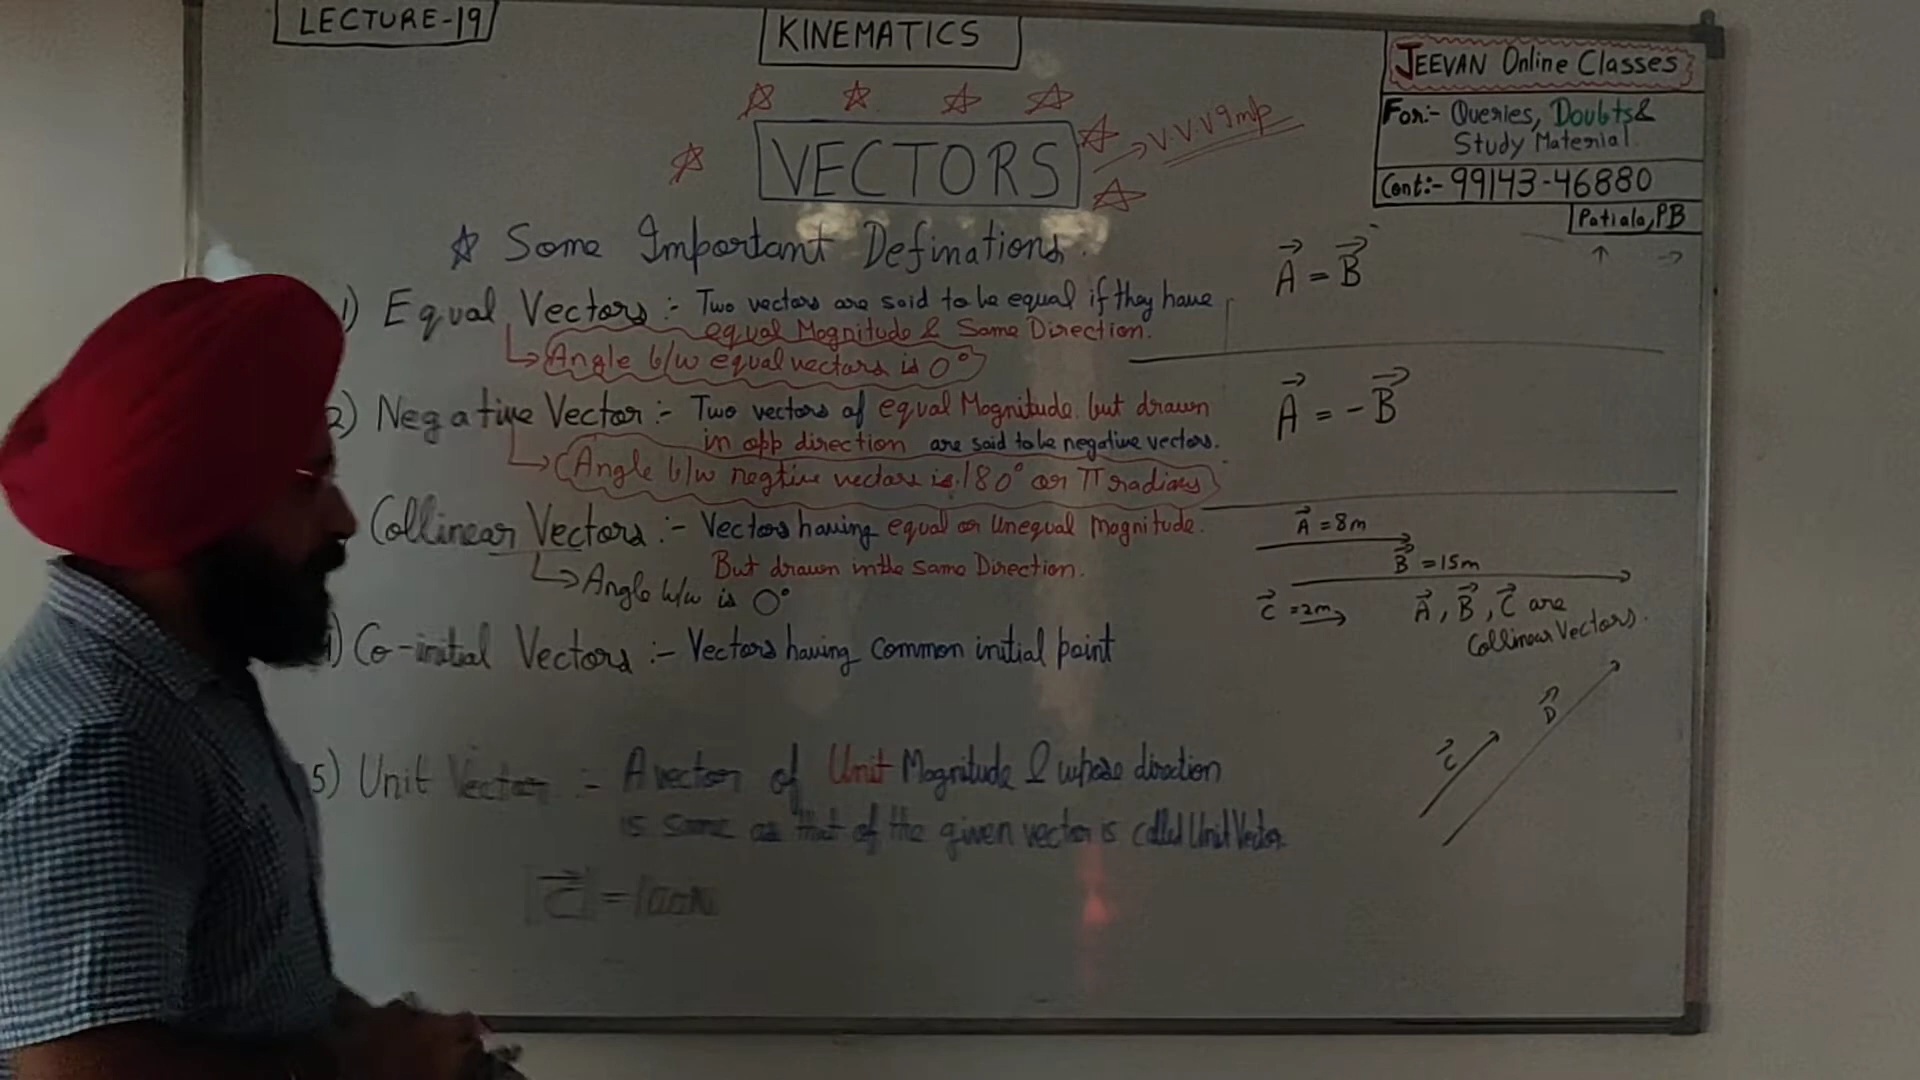 LECTURE-19
KINEMATICS
JEEVAN Online Classes
For:- Queries, Doubts &
Study Material
Cont:- 99143-46880
Patiala, PB
VECTORS
V.V.V Imp
Some Important Definations
1) Equal Vectors :- Two vectors are said to be equal if they have
equal Magnitude & Same Direction.
Angle b/w equal vectors is 0°
A⃗ = B⃗
2) Negative Vector :- Two vectors of equal Magnitude but drawn
in opp direction are said to be negative vectors.
Angle b/w negtive vectors is 180° or π radians
A⃗ = -B⃗
Collinear Vectors :- Vectors having equal or Unequal Magnitude.
But drawn in the same Direction.
Angle b/w is 0°
A⃗ = 8m
B⃗ = 15m
C⃗ = 2m
A⃗, B⃗, C⃗ are
Collinear Vectors.
) Co-initial Vectors :- Vectors having common initial point
C⃗
D⃗
5) Unit Vector :- A vector of Unit Magnitude & whose direction
is same as that of the given vector is called Unit Vector